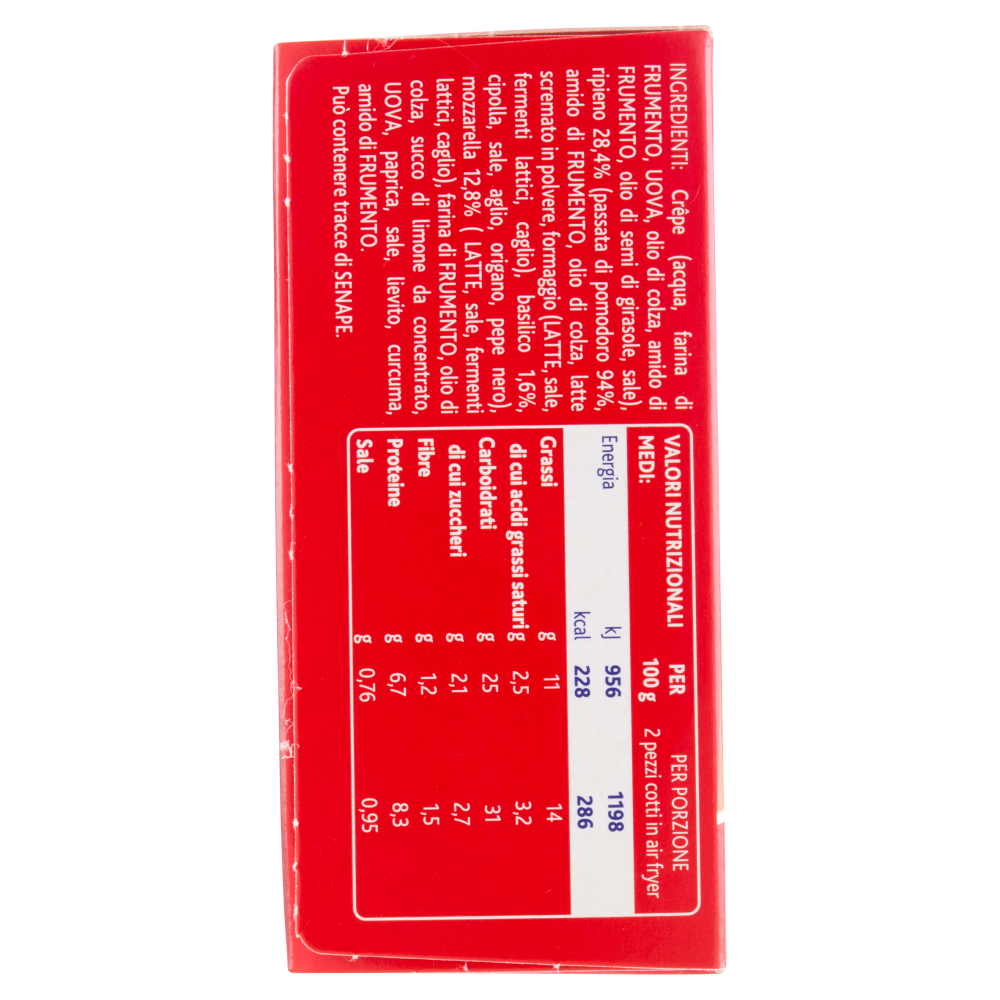 INGREDIENTI: Crêpe (acqua, farina di
FRUMENTO, UOVA, olio di colza, amido di
FRUMENTO, olio di semi di girasole, sale),
ripieno 28,4% (passata di pomodoro 94%,
amido di FRUMENTO, olio di colza, latte
scremato in polvere, formaggio (LATTE, sale,
fermenti lattici, caglio), basilico 1,6%,
cipolla, sale, aglio, origano, pepe nero),
mozzarella 12,8% ( LATTE, sale, fermenti
lattici, caglio), farina di FRUMENTO, olio di
colza, succo di limone da concentrato,
UOVA, paprica, sale, lievito, curcuma,
amido di FRUMENTO.
Può contenere tracce di SENAPE.
VALORI NUTRIZIONALI PER PER PORZIONE
MEDI: 100 g 2 pezzi cotti in air fryer
Energia kJ 956 1198
kcal 228 286
Grassi g 11 14
di cui acidi grassi saturi g 2,5 3,2
Carboidrati g 25 31
di cui zuccheri g 2,1 2,7
Fibre g 1,2 1,5
Proteine g 6,7 8,3
Sale g 0,76 0,95